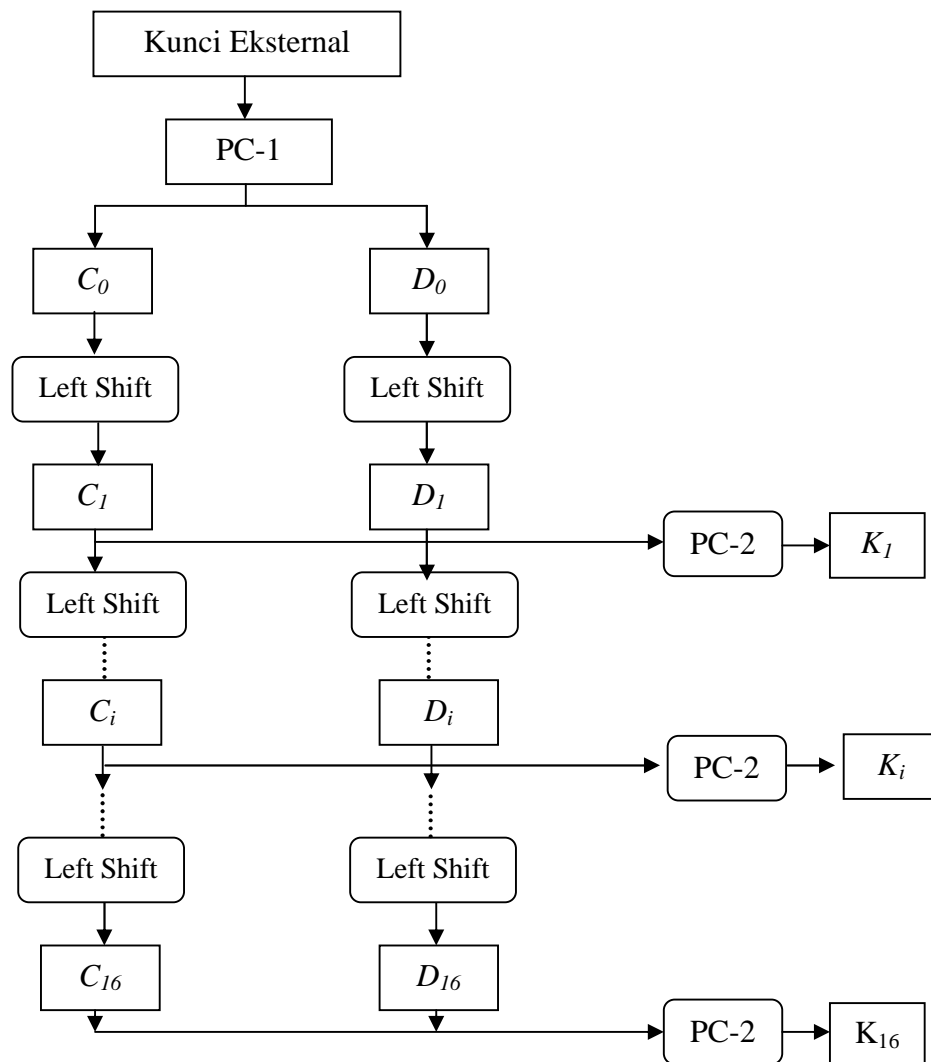 Kunci Eksternal
PC-1
C0 D0
Left Shift Left Shift
C1 D1
PC-2 K1
Left Shift Left Shift
Ci Di
PC-2 Ki
Left Shift Left Shift
C16 D16
PC-2 K16